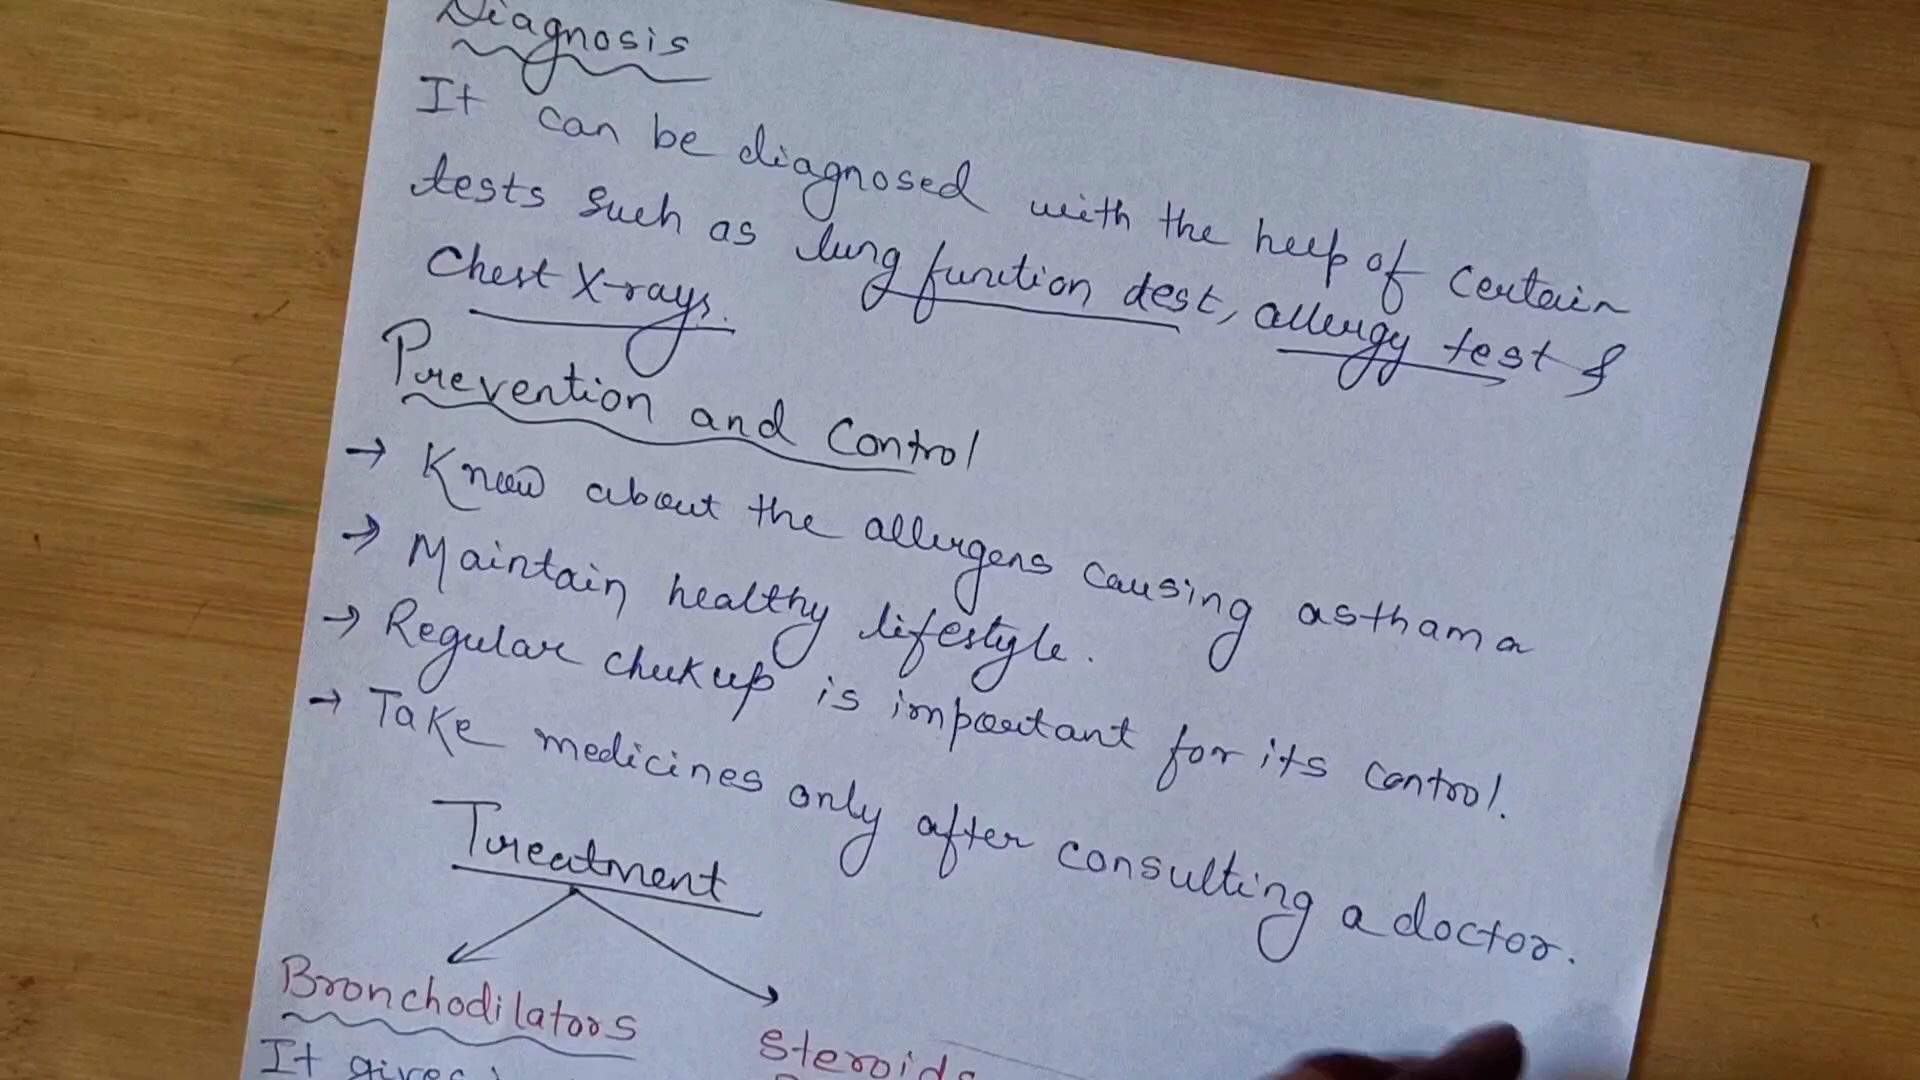 Diagnosis
It can be diagnosed with the help of certain
tests such as lung function test, allergy test &
Chest X-rays.
Prevention and Control
→ Know about the allergens causing asthama
→ Maintain healthy lifestyle.
→ Regular chekup is important for its control.
→ Take medicines only after consulting a doctor.
Treatment
Bronchodilators
Steroids
It gives